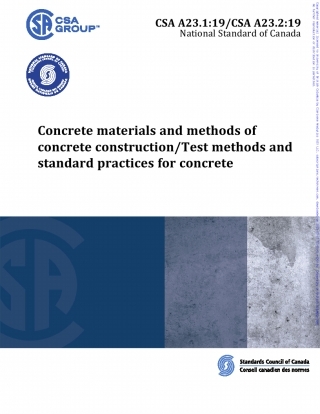 CSA
GROUP™
CSA A23.1:19/CSA A23.2:19
National Standard of Canada
Concrete materials and methods of
concrete construction/Test methods and
standard practices for concrete
Standards Council of Canada
Conseil canadien des normes